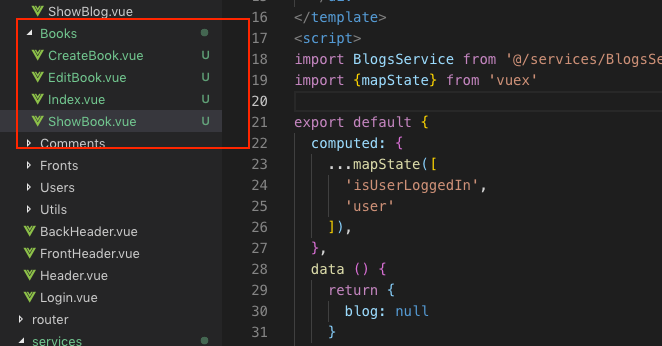 ShowBlog.vue
Books
CreateBook.vue U
EditBook.vue U
Index.vue U
ShowBook.vue U
Comments
Fronts
Users
Utils
BackHeader.vue
FrontHeader.vue
Header.vue
Login.vue
router
services
16 </template>
17 <script>
18 import BlogsService from '@/services/BlogsSe
19 import {mapState} from 'vuex'
20
21 export default {
22 computed: {
23 ...mapState([
24 'isUserLoggedIn',
25 'user'
26 ]),
27 },
28 data () {
29 return {
30 blog: null
31 }